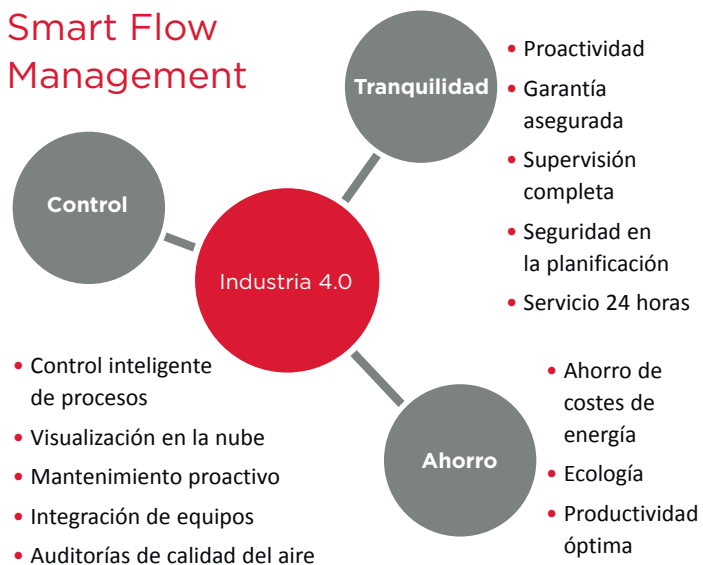 Smart Flow
Management
Tranquilidad
• Proactividad
• Garantía
asegurada
• Supervisión
completa
• Seguridad en
la planificación
• Servicio 24 horas
Control
Industria 4.0
• Control inteligente
de procesos
• Visualización en la nube
• Mantenimiento proactivo
• Integración de equipos
• Auditorías de calidad del aire
Ahorro
• Ahorro de
costes de
energía
• Ecología
• Productividad
óptima